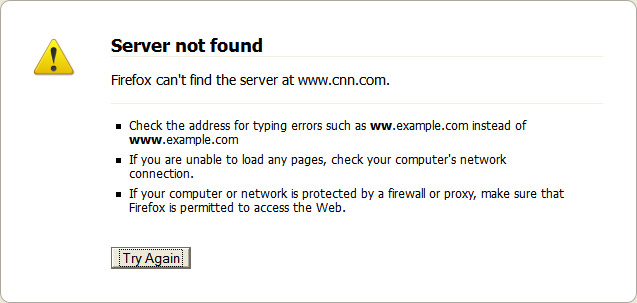 Server not found
Firefox can't find the server at www.cnn.com.
Check the address for typing errors such as ww.example.com instead of
www.example.com
If you are unable to load any pages, check your computer's network
connection.
If your computer or network is protected by a firewall or proxy, make sure that
Firefox is permitted to access the Web.
Try Again